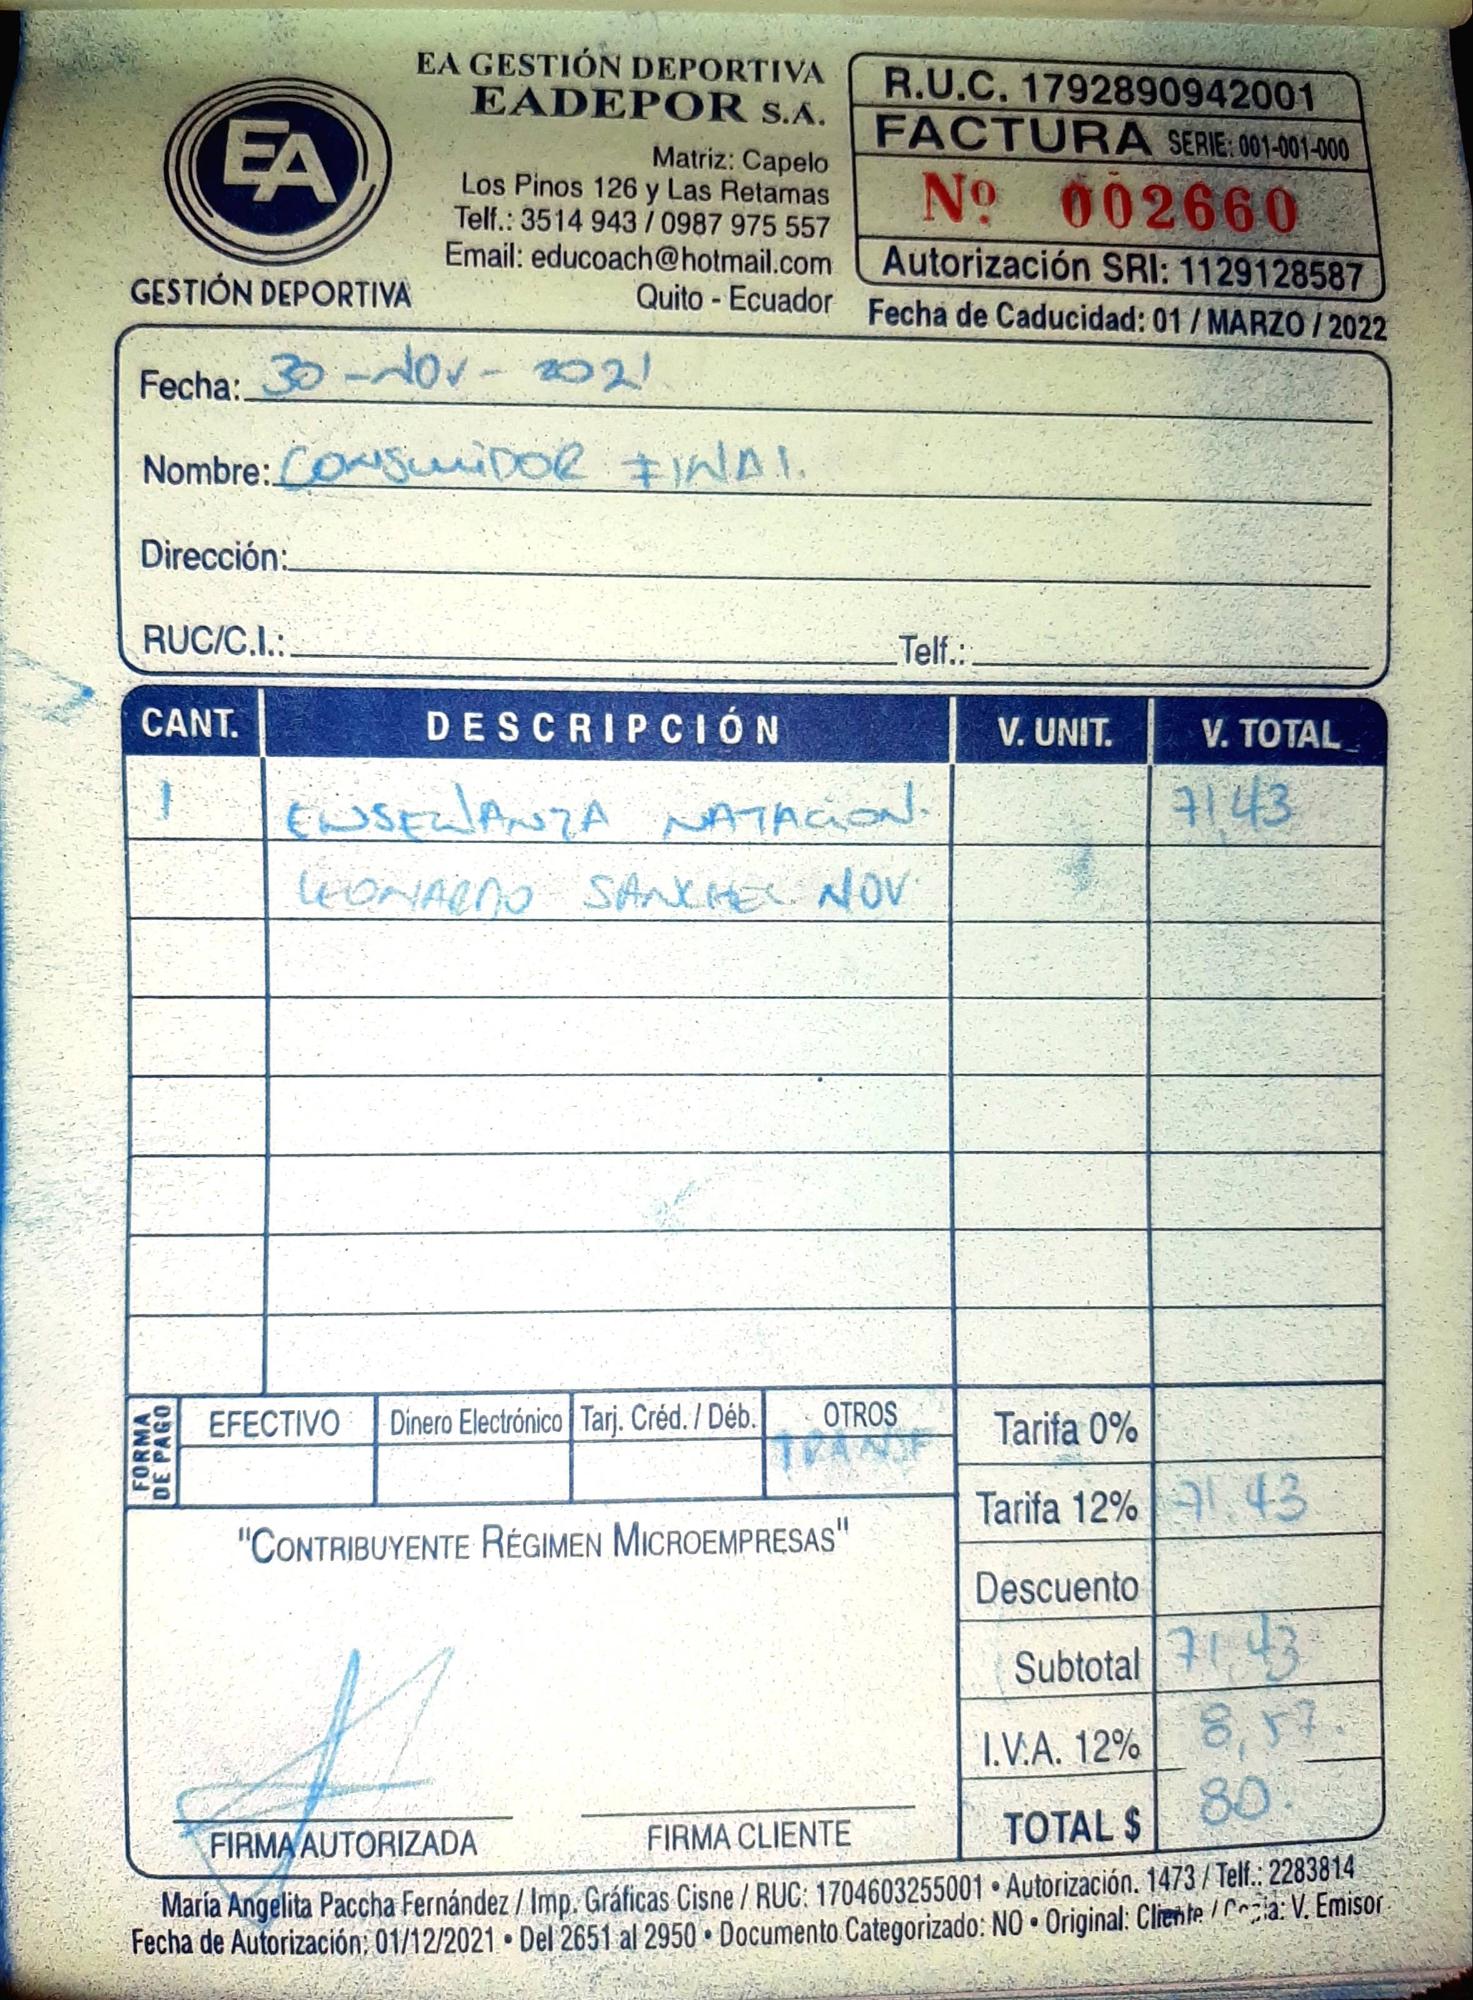 EA GESTIÓN DEPORTIVA
EADEPOR S.A.
EA
GESTIÓN DEPORTIVA
Matriz: Capelo
Los Pinos 126 y Las Retamas
Telf.: 3514 943 / 0987 975 557
Email: educoach@hotmail.com
Quito - Ecuador
R.U.C. 1792890942001
FACTURA SERIE: 001-001-000
Nº 002660
Autorización SRI: 1129128587
Fecha de Caducidad: 01 / MARZO / 2022
Fecha: 30 - NOV - 2021
Nombre: CONSUMIDOR FINAL
Dirección:
RUC/C.I.: Telf.:
CANT. DESCRIPCIÓN V. UNIT. V. TOTAL
1 ENSEÑANZA NATACION. 71,43
LEONARDO SANCHEZ NOV
FORMA DE PAGO
EFECTIVO Dinero Electrónico Tarj. Créd. / Déb. OTROS
TRANSF
Tarifa 0%
Tarifa 12% 71,43
Descuento
Subtotal 71,43
I.V.A. 12% 8,57.
TOTAL $ 80.
"CONTRIBUYENTE RÉGIMEN MICROEMPRESAS"
FIRMA AUTORIZADA FIRMA CLIENTE
María Angelita Paccha Fernández / Imp. Gráficas Cisne / RUC: 1704603255001 • Autorización. 1473 / Telf.: 2283814
Fecha de Autorización: 01/12/2021 • Del 2651 al 2950 • Documento Categorizado: NO • Original: Cliente / Copia: V. Emisor